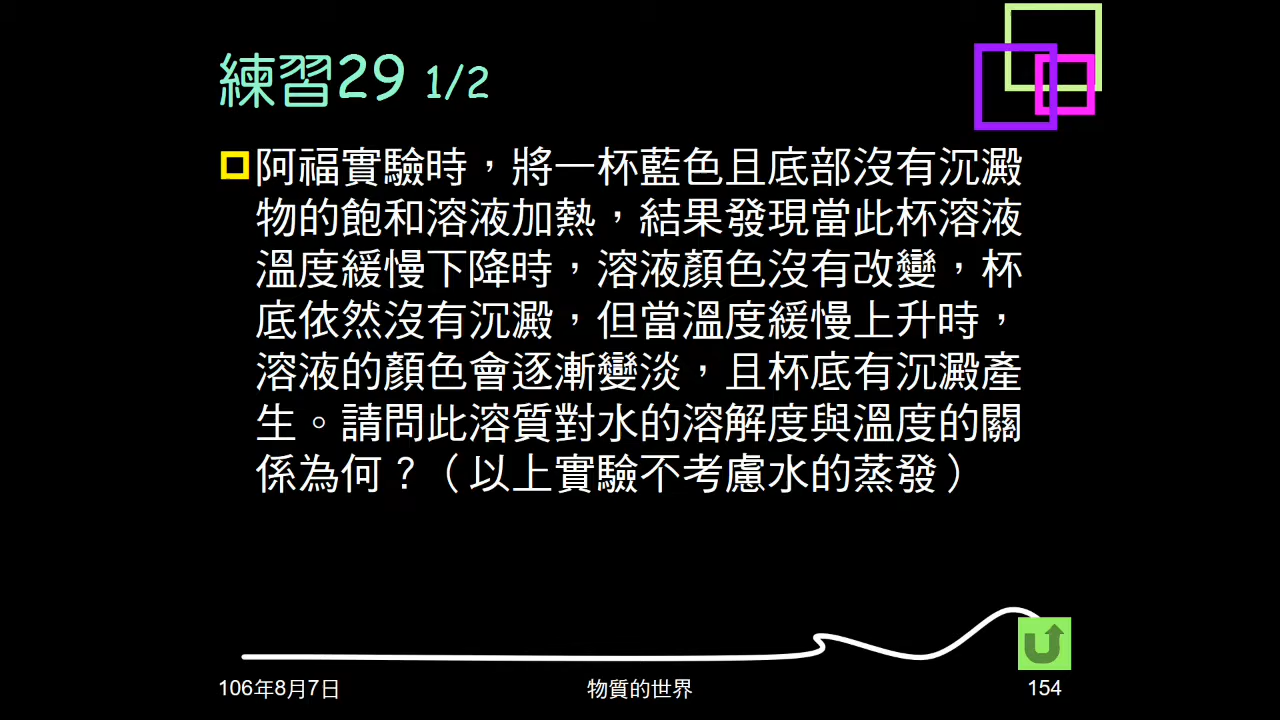 練習29 1/2
阿福實驗時，將一杯藍色且底部沒有沉澱
物的飽和溶液加熱，結果發現當此杯溶液
溫度緩慢下降時，溶液顏色沒有改變，杯
底依然沒有沉澱，但當溫度緩慢上升時，
溶液的顏色會逐漸變淡，且杯底有沉澱產
生。請問此溶質對水的溶解度與溫度的關
係為何？（以上實驗不考慮水的蒸發）
106年8月7日
物質的世界
154